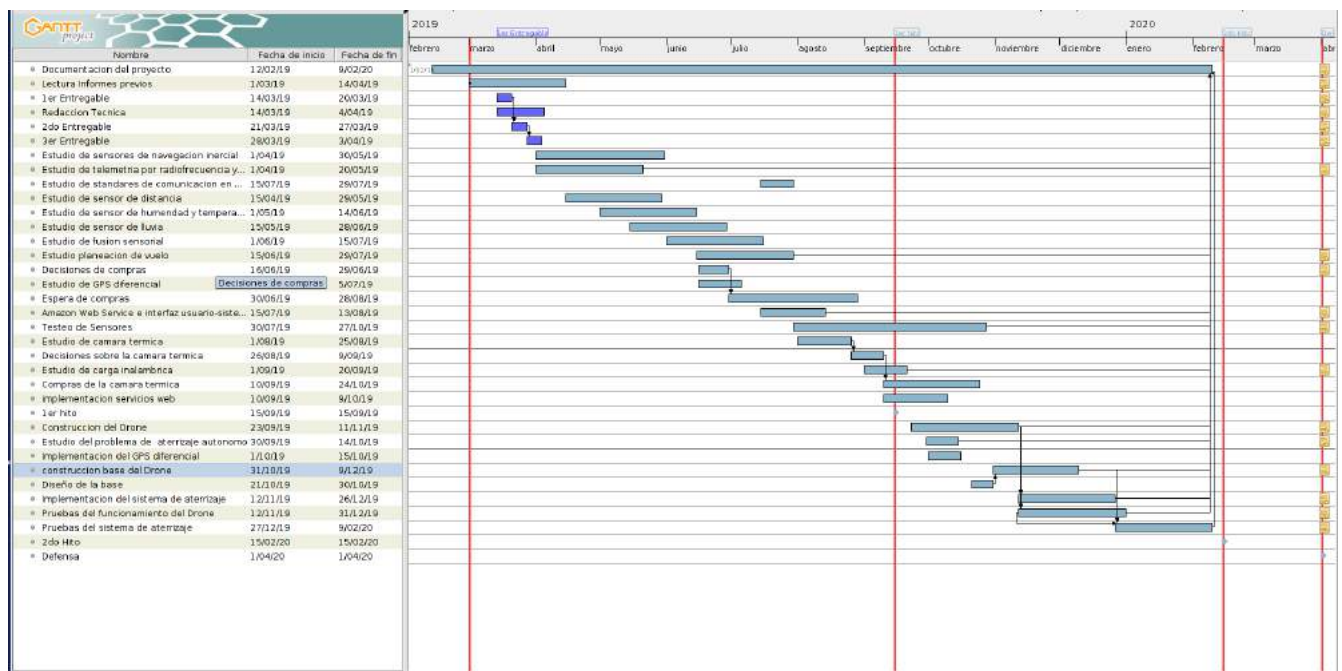 GANTT
project
2019
2020
1er Entregable
Nombre Fecha de inicio Fecha de fin
febrero marzo abril mayo junio julio agosto septiembre octubre noviembre diciembre enero febrero marzo abr
Documentacion del proyecto 12/02/19 9/02/20
Lectura Informes previos 1/03/19 14/04/19
1er Entregable 14/03/19 20/03/19
Redaccion Tecnica 14/03/19 4/04/19
2do Entregable 21/03/19 27/03/19
3er Entregable 28/03/19 3/04/19
Estudio de sensores de navegacion inercial 1/04/19 30/05/19
Estudio de telemetria por radiofrecuencia y... 1/04/19 20/05/19
Estudio de standares de comunicacion en ... 15/07/19 29/07/19
Estudio de sensor de distancia 15/04/19 29/05/19
Estudio de sensor de humendad y tempera... 1/05/19 14/06/19
Estudio de sensor de lluvia 15/05/19 28/06/19
Estudio de fusion sensorial 1/06/19 15/07/19
Estudio planeacion de vuelo 15/06/19 29/07/19
Decisiones de compras 16/06/19 29/06/19
Estudio de GPS diferencial Decisiones de compras 5/07/19
Espera de compras 30/06/19 28/08/19
Amazon Web Service e interfaz usuario-siste... 15/07/19 13/08/19
Testeo de Sensores 30/07/19 27/10/19
Estudio de camara termica 1/08/19 25/08/19
Decisiones sobre la camara termica 26/08/19 9/09/19
Estudio de carga inalambrica 1/09/19 20/09/19
Compras de la camara termica 10/09/19 24/10/19
implementacion servicios web 10/09/19 9/10/19
1er hito 15/09/19 15/09/19
Construccion del Drone 23/09/19 11/11/19
Estudio del problema de aterrizaje autonomo 30/09/19 14/10/19
Implementacion del GPS diferencial 1/10/19 15/10/19
construccion base del Drone 31/10/19 9/12/19
Diseño de la base 21/10/19 30/10/19
Implementacion del sistema de aterrizaje 12/11/19 26/12/19
Pruebas del funcionamiento del Drone 12/11/19 31/12/19
Pruebas del sistema de aterrizaje 27/12/19 9/02/20
2do Hito 15/02/20 15/02/20
Defensa 1/04/20 1/04/20